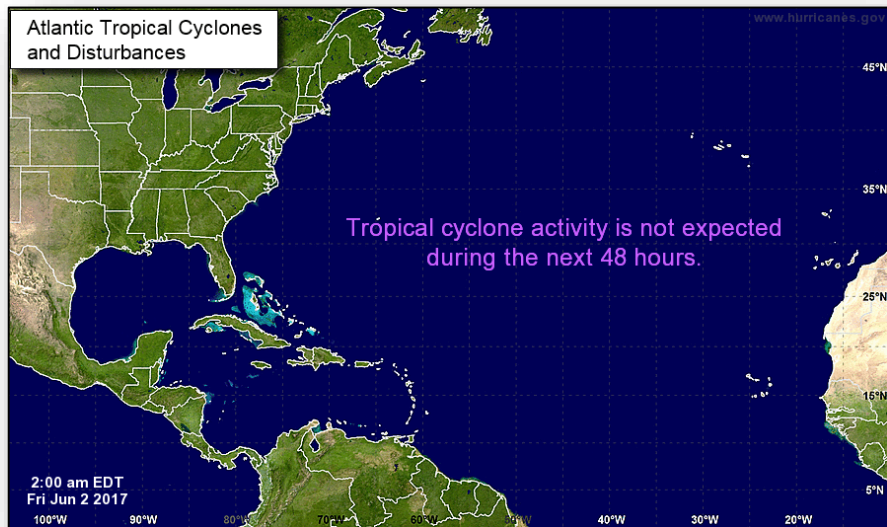 Atlantic Tropical Cyclones
and Disturbances
www.hurricanes.gov
45°N
35°N
Tropical cyclone activity is not expected
during the next 48 hours.
25°N
15°N
2:00 am EDT
Fri Jun 2 2017
5°N
100°W 90°W 80°W 70°W 60°W 50°W 40°W 30°W 20°W